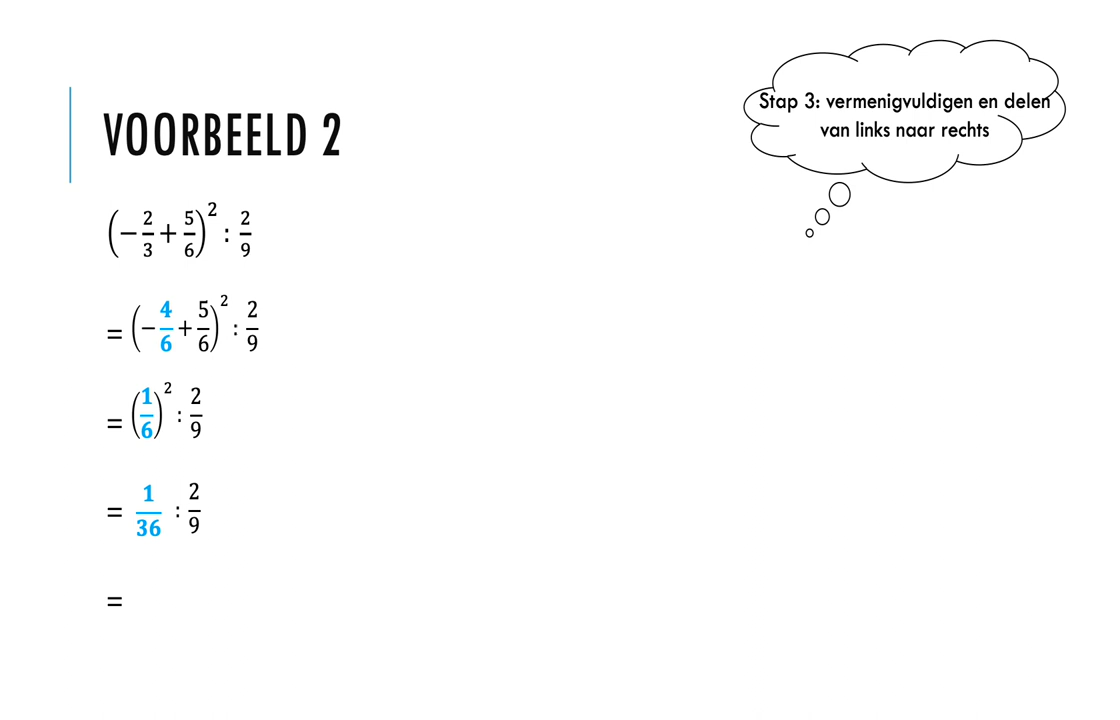 Stap 3: vermenigvuldigen en delen
van links naar rechts
VOORBEELD 2
(-2/3+5/6)² : 2/9
= (-4/6+5/6)² : 2/9
= (1/6)² : 2/9
= 1/36 : 2/9
=